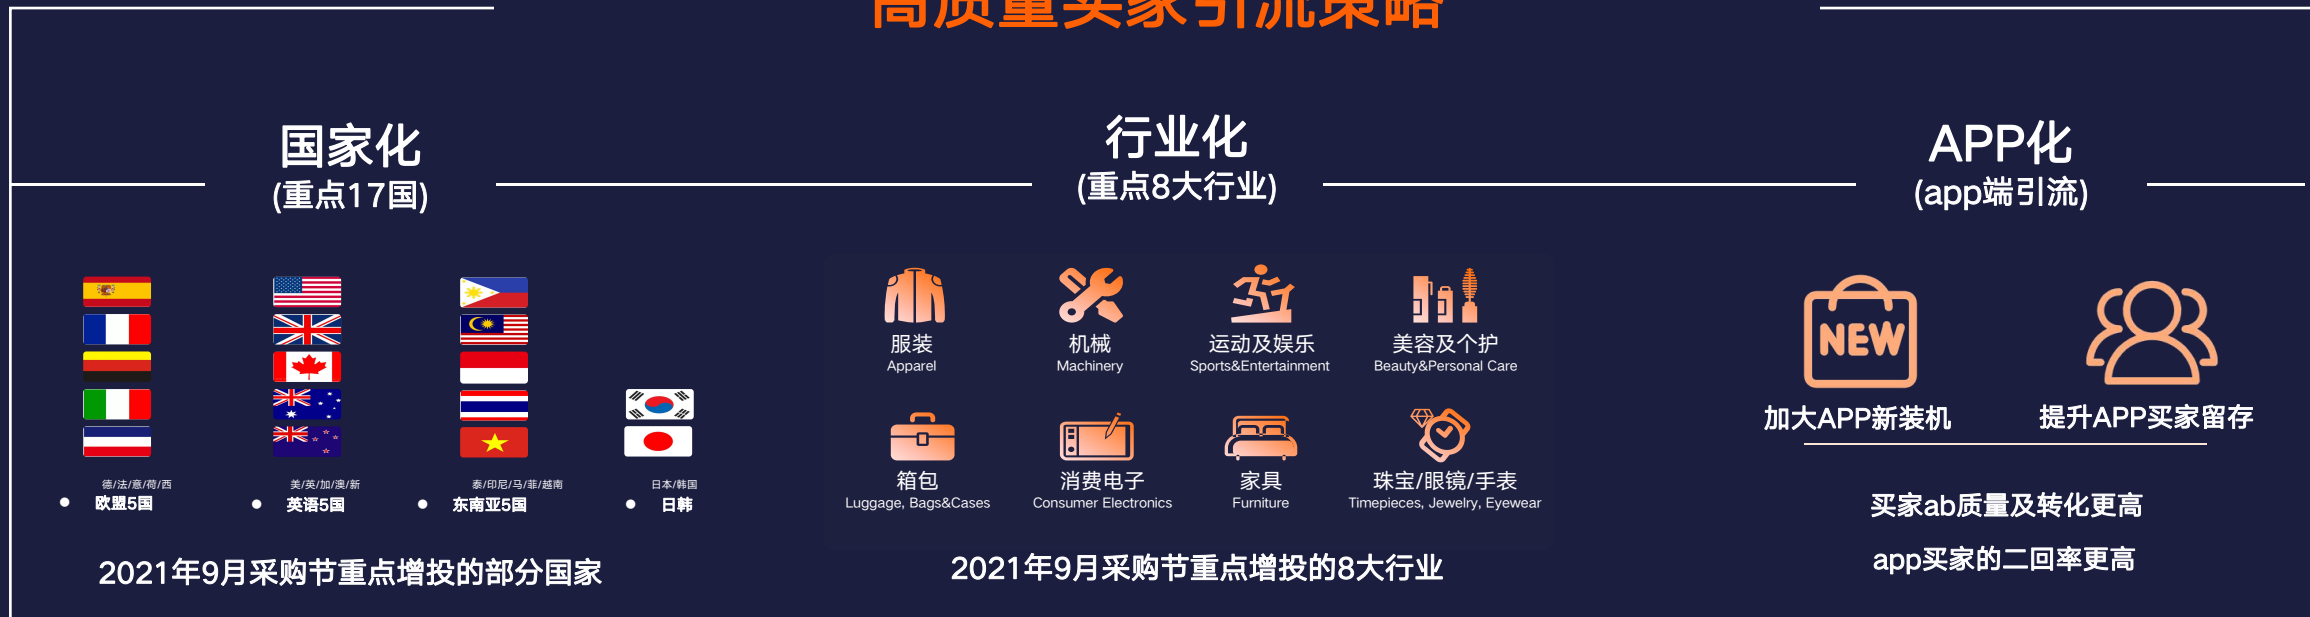 高质量买家引流策略
国家化
(重点17国)
德/法/意/荷/西
欧盟5国
美/英/加/澳/新
英语5国
泰/印尼/马/菲/越南
东南亚5国
日本/韩国
日韩
2021年9月采购节重点增投的部分国家
行业化
(重点8大行业)
服装
Apparel
机械
Machinery
运动及娱乐
Sports&Entertainment
美容及个护
Beauty&Personal Care
箱包
Luggage, Bags&Cases
消费电子
Consumer Electronics
家具
Furniture
珠宝/眼镜/手表
Timepieces, Jewelry, Eyewear
2021年9月采购节重点增投的8大行业
APP化
(app端引流)
NEW
加大APP新装机
提升APP买家留存
买家ab质量及转化更高
app买家的二回率更高